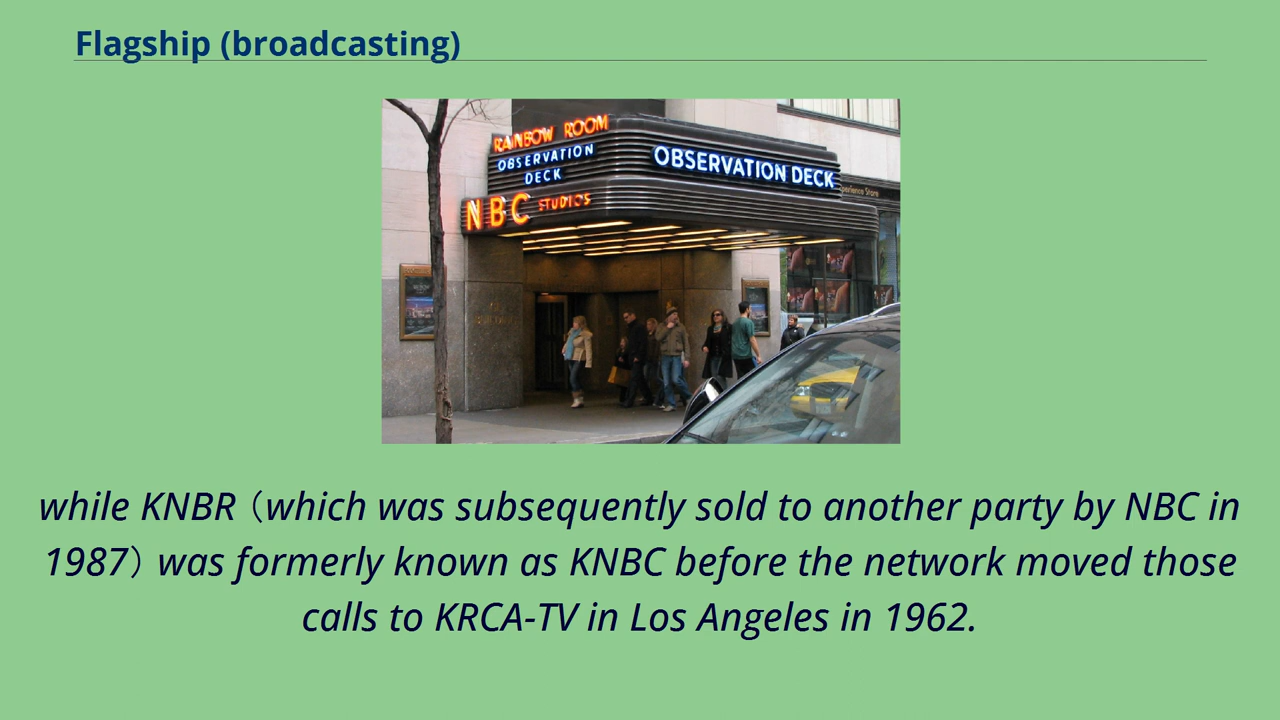 Flagship (broadcasting)
RAINBOW ROOM
OBSERVATION
DECK
NBC STUDIOS
OBSERVATION DECK
perience Store
while KNBR (which was subsequently sold to another party by NBC in
1987) was formerly known as KNBC before the network moved those
calls to KRCA-TV in Los Angeles in 1962.